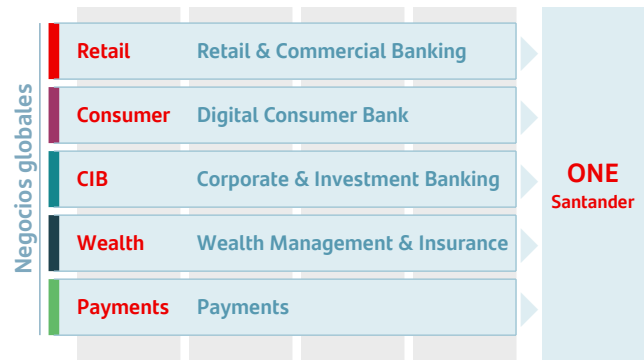 Negocios globales
Retail Retail & Commercial Banking
Consumer Digital Consumer Bank
CIB Corporate & Investment Banking
Wealth Wealth Management & Insurance
Payments Payments
ONE
Santander